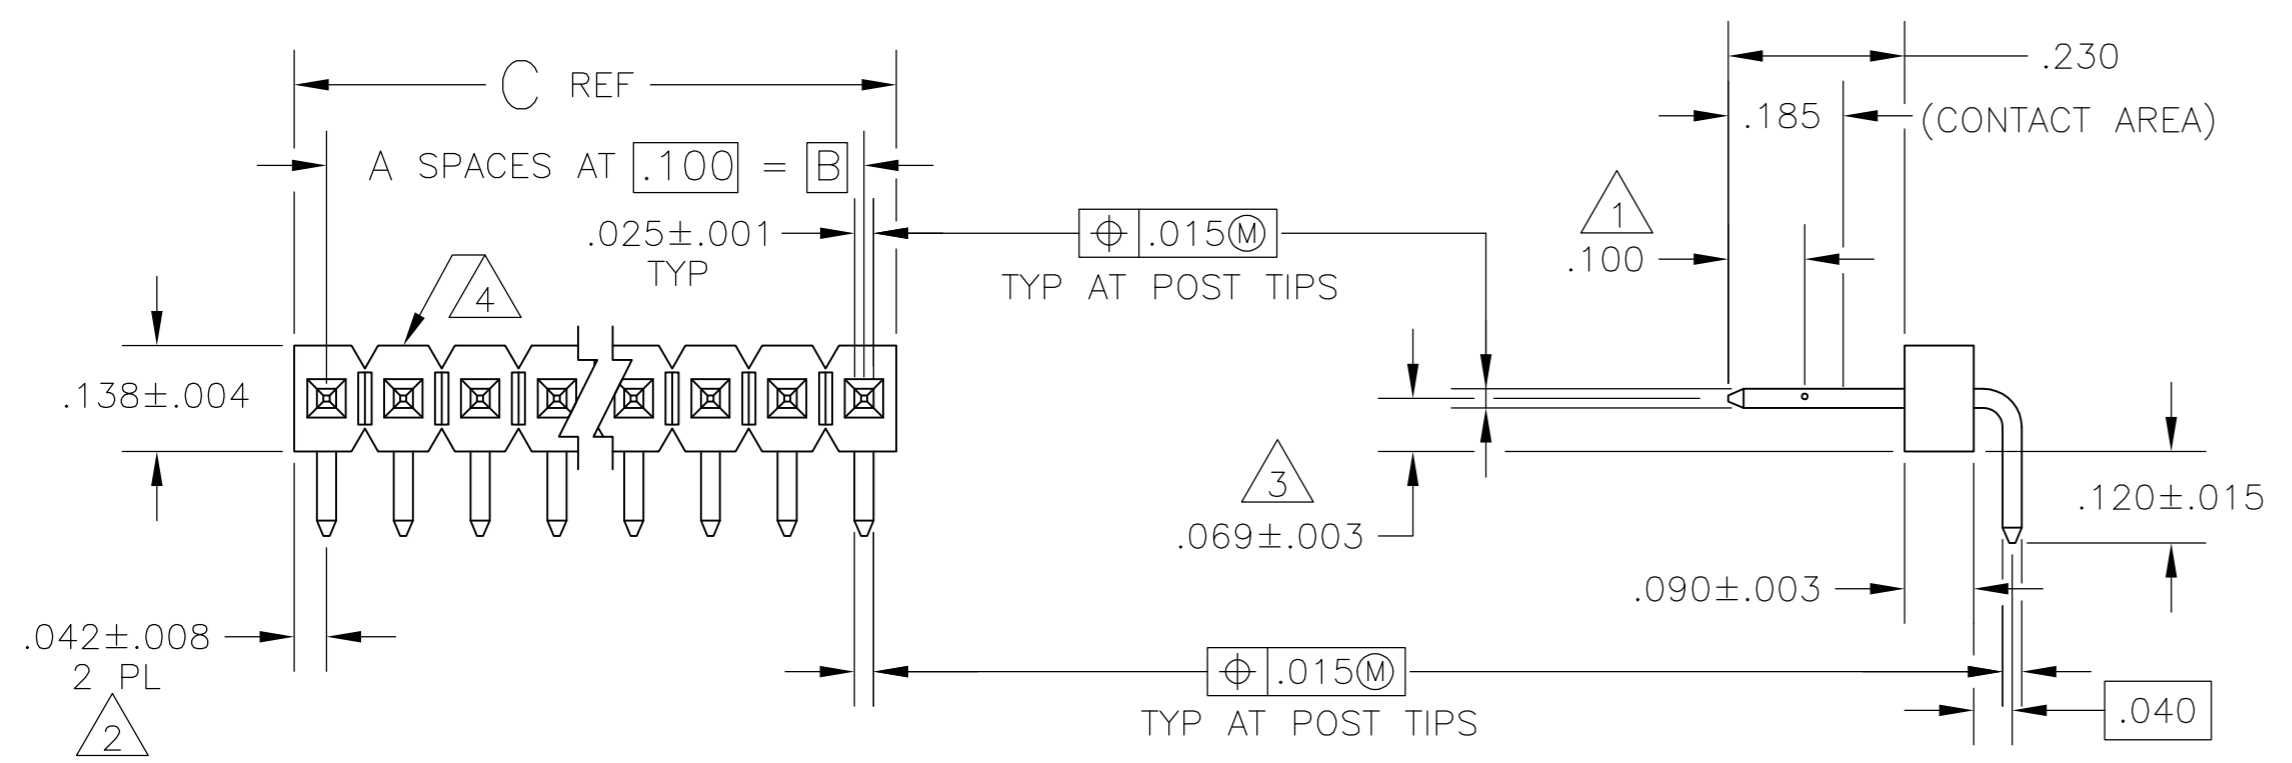 C REF
A SPACES AT .100 = B
.025±.001
TYP
4
.138±.004
.042±.008
2 PL
2
⌖ .015Ⓜ
TYP AT POST TIPS
.230
.185
(CONTACT AREA)
1
.100
3
.069±.003
.120±.015
.090±.003
⌖ .015Ⓜ
TYP AT POST TIPS
.040